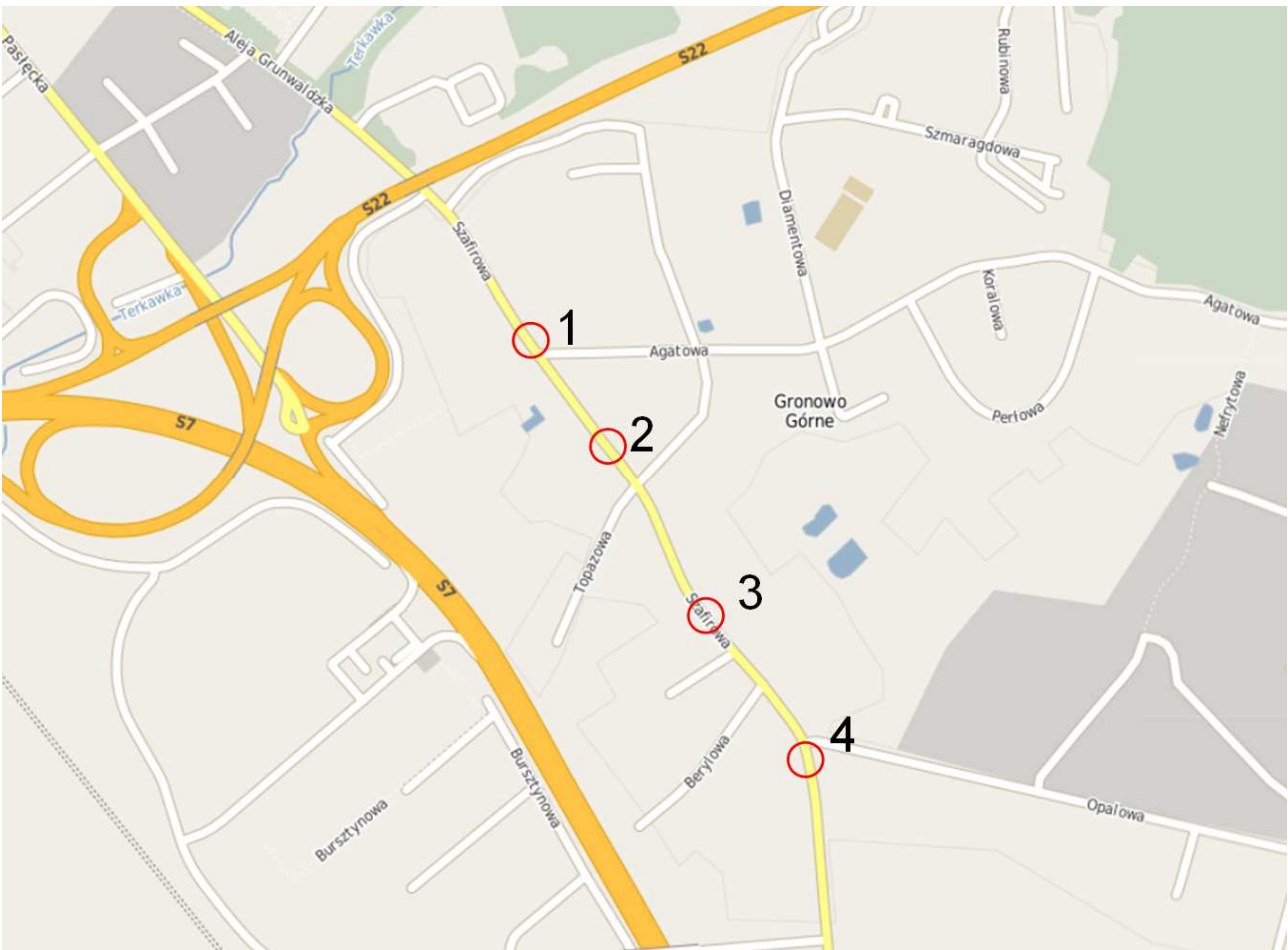 Pasłęcka
Aleja Grunwaldzka
Terkawka
S22
Rubinowa
Szmaragdowa
S22
Szafirowa
Diamentowa
Terkawka
Koralowa
Agatowa
1
Agatowa
S7
Gronowo
Górne
Perłowa
Nefrytowa
2
Topazowa
S7
3
Szafirowa
4
Berylowa
Bursztynowa
Bursztynowa
Opalowa